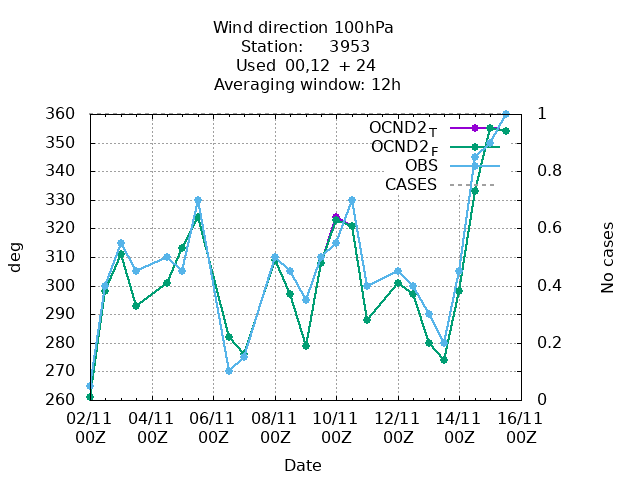 Wind direction 100hPa
Station: 3953
Used 00,12 + 24
Averaging window: 12h
360
350
340
330
320
310
300
290
280
270
260
deg
OCND2_T
OCND2_F
OBS
CASES
1
0.8
0.6
0.4
0.2
0
No cases
02/11 04/11 06/11 08/11 10/11 12/11 14/11 16/11
00Z 00Z 00Z 00Z 00Z 00Z 00Z 00Z
Date